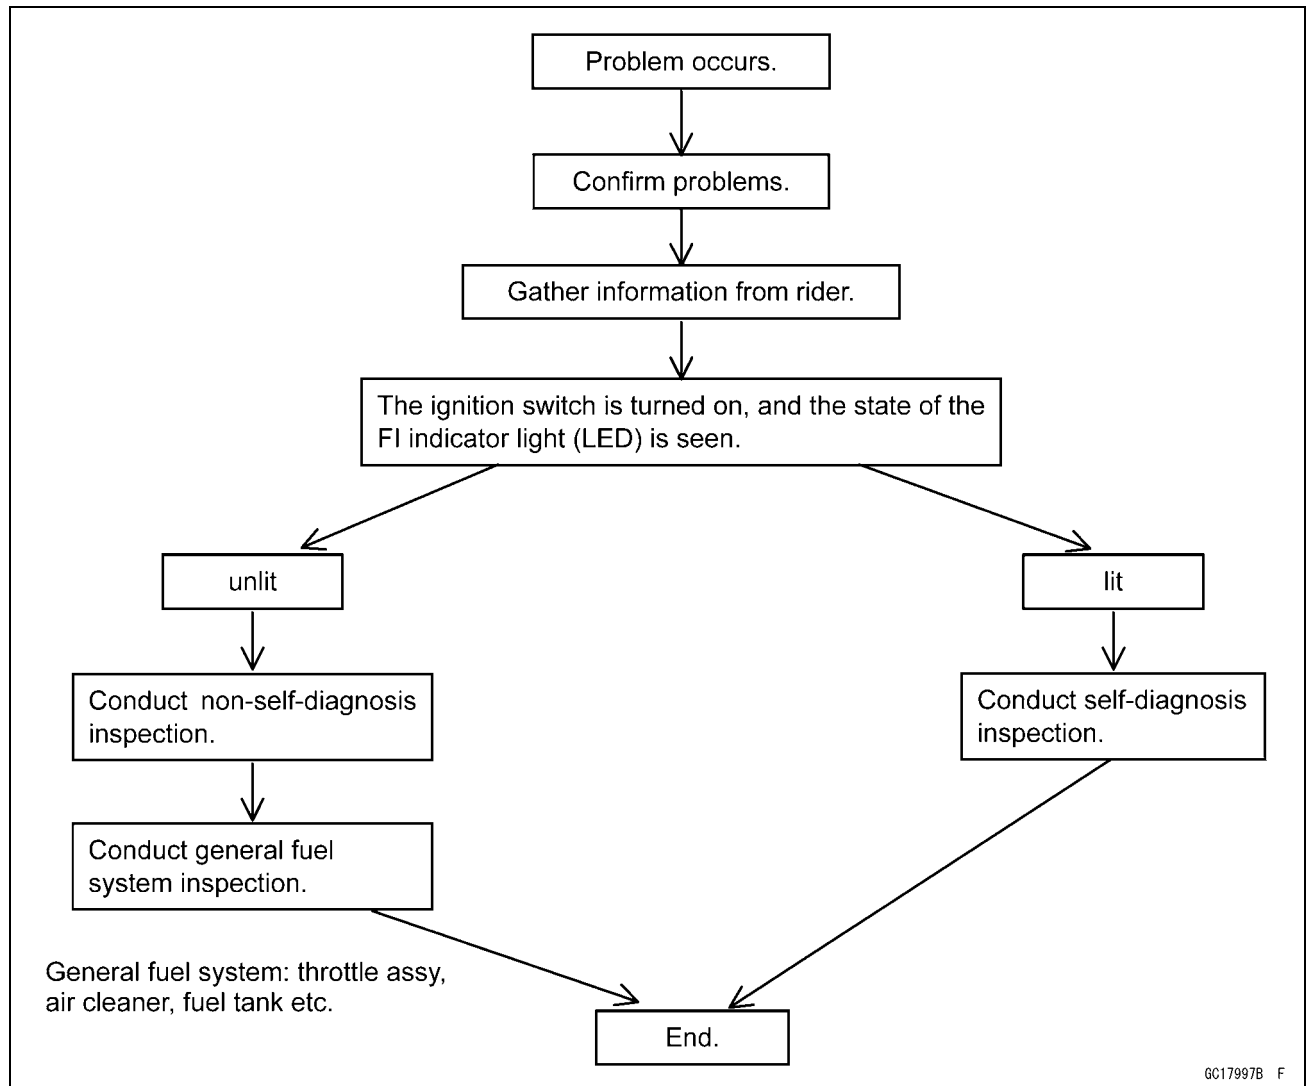 Problem occurs.
Confirm problems.
Gather information from rider.
The ignition switch is turned on, and the state of the
FI indicator light (LED) is seen.
unlit
lit
Conduct non-self-diagnosis
inspection.
Conduct self-diagnosis
inspection.
Conduct general fuel
system inspection.
General fuel system: throttle assy,
air cleaner, fuel tank etc.
End.
GC17997B F